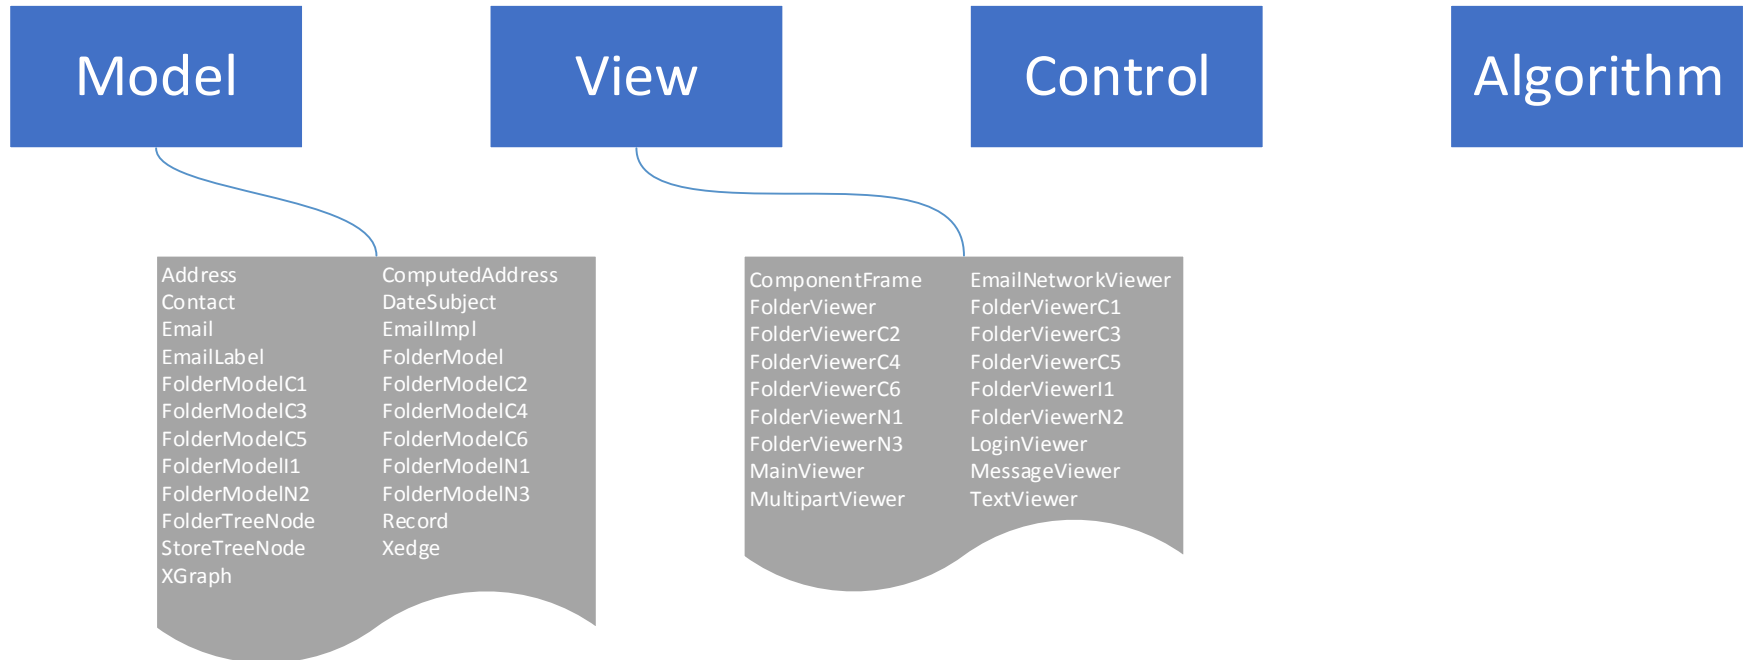 Model
View
Control
Algorithm
Address ComputedAddress
Contact DateSubject
Email EmailImpl
EmailLabel FolderModel
FolderModelC1 FolderModelC2
FolderModelC3 FolderModelC4
FolderModelC5 FolderModelC6
FolderModelI1 FolderModelN1
FolderModelN2 FolderModelN3
FolderTreeNode Record
StoreTreeNode Xedge
XGraph
ComponentFrame EmailNetworkViewer
FolderViewer FolderViewerC1
FolderViewerC2 FolderViewerC3
FolderViewerC4 FolderViewerC5
FolderViewerC6 FolderViewerI1
FolderViewerN1 FolderViewerN2
FolderViewerN3 LoginViewer
MainViewer MessageViewer
MultipartViewer TextViewer